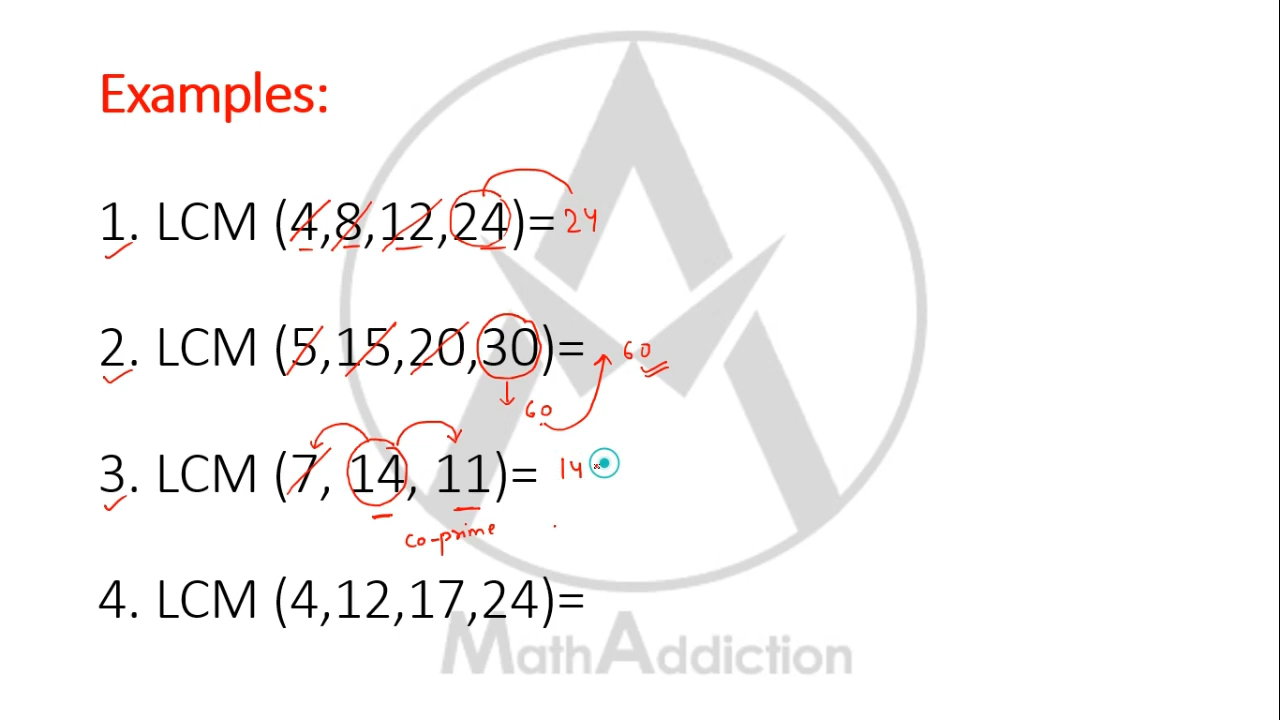 Examples:
1. LCM (4,8,12,24)= 24
2. LCM (5,15,20,30)= 60
60
3. LCM (7, 14, 11)= 14 ×
co-prime
4. LCM (4,12,17,24)=
MathAddiction